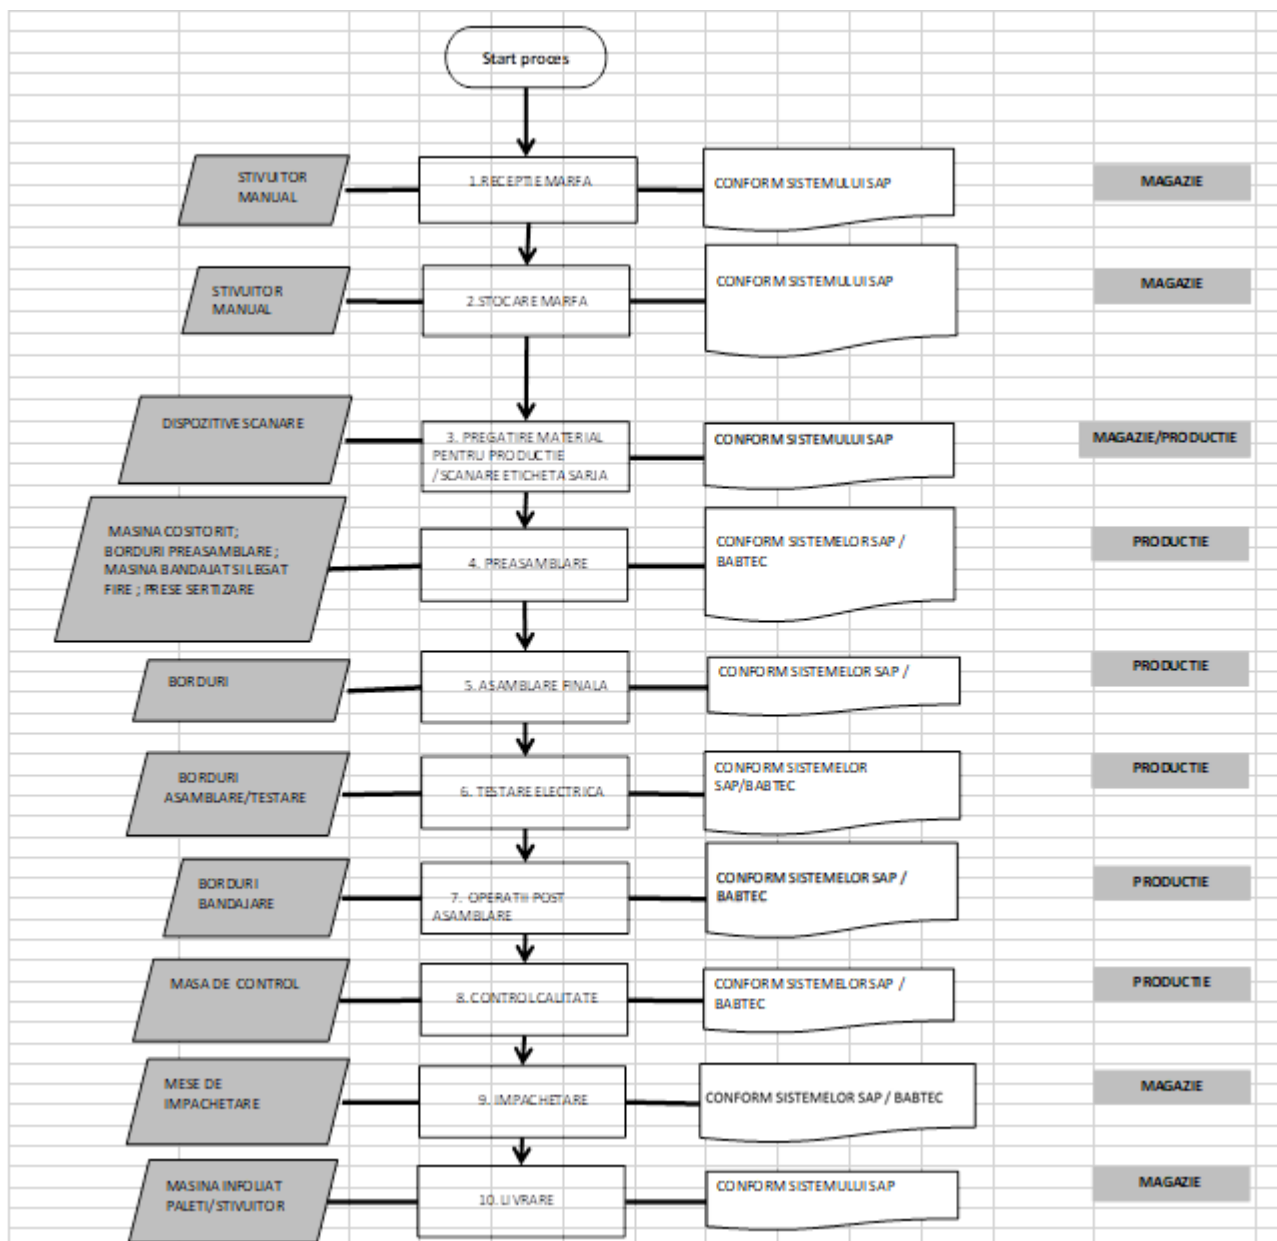 Start proces
STIVUITOR
MANUAL
1.RECEPTIE MARFA
CONFORM SISTEMULUI SAP
MAGAZIE
STIVUITOR
MANUAL
2.STOCARE MARFA
CONFORM SISTEMULUI SAP
MAGAZIE
DISPOZITIVE SCANARE
3. PREGATIRE MATERIAL
PENTRU PRODUCTIE
/SCANARE ETICHETA SARJA
CONFORM SISTEMULUI SAP
MAGAZIE/PRODUCTIE
MASINA COSITORIT;
BORDURI PREASAMBLARE ;
MASINA BANDAJAT SI LEGAT
FIRE ; PRESE SERTIZARE
4. PREASAMBLARE
CONFORM SISTEMELOR SAP /
BABTEC
PRODUCTIE
BORDURI
5. ASAMBLARE FINALA
CONFORM SISTEMELOR SAP /
PRODUCTIE
BORDURI
ASAMBLARE/TESTARE
6. TESTARE ELECTRICA
CONFORM SISTEMELOR
SAP/BABTEC
PRODUCTIE
BORDURI
BANDAJARE
7. OPERATII POST
ASAMBLARE
CONFORM SISTEMELOR SAP /
BABTEC
PRODUCTIE
MASA DE CONTROL
8. CONTROL CALITATE
CONFORM SISTEMELOR SAP /
BABTEC
PRODUCTIE
MESE DE
IMPACHETARE
9. IMPACHETARE
CONFORM SISTEMELOR SAP / BABTEC
MAGAZIE
MASINA INFOLIAT
PALETI/STIVUITOR
10. LIVRARE
CONFORM SISTEMULUI SAP
MAGAZIE